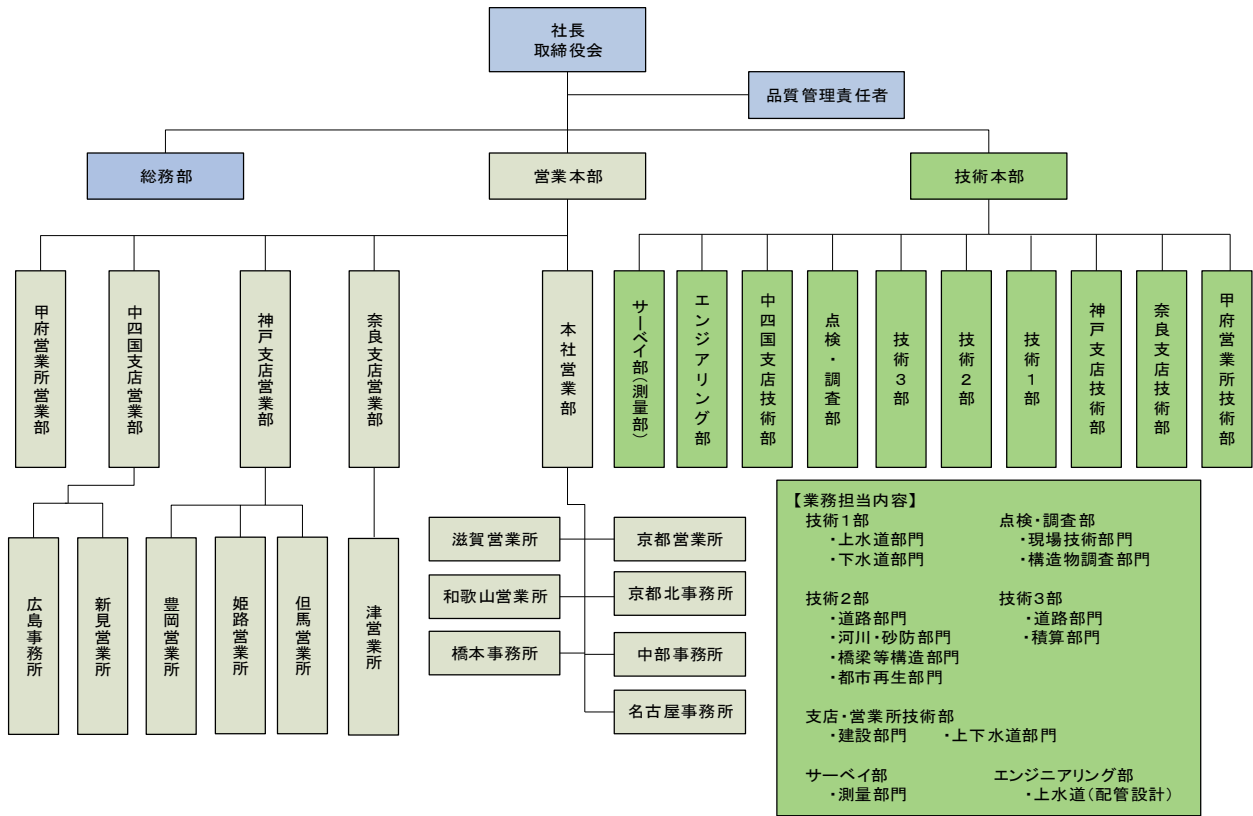 社長
取締役会
品質管理責任者
総務部
営業本部
技術本部
甲府営業所営業部
中四国支店営業部
神戸支店営業部
奈良支店営業部
本社営業部
サーベイ部(測量部)
エンジアリング部
中四国支店技術部
点検・調査部
技術3部
技術2部
技術1部
神戸支店技術部
奈良支店技術部
甲府営業所技術部
広島事務所
新見営業所
豊岡営業所
姫路営業所
但馬営業所
津営業所
滋賀営業所
京都営業所
和歌山営業所
京都北事務所
橋本事務所
中部事務所
名古屋事務所
【業務担当内容】
技術1部
・上水道部門
・下水道部門
点検・調査部
・現場技術部門
・構造物調査部門
技術2部
・道路部門
・河川・砂防部門
・橋梁等構造部門
・都市再生部門
技術3部
・道路部門
・積算部門
支店・営業所技術部
・建設部門 ・上下水道部門
サーベイ部
・測量部門
エンジニアリング部
・上水道(配管設計)